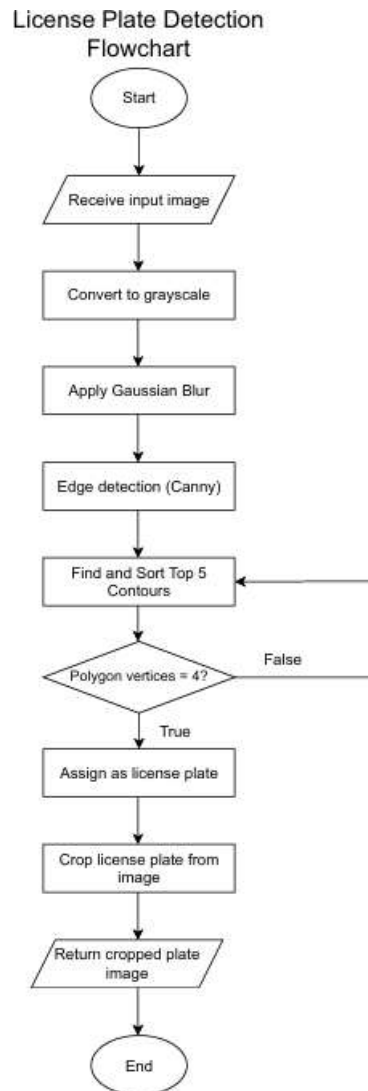 License Plate Detection
Flowchart
Start
Receive input image
Convert to grayscale
Apply Gaussian Blur
Edge detection (Canny)
Find and Sort Top 5
Contours
Polygon vertices = 4?
False
True
Assign as license plate
Crop license plate from
image
Return cropped plate
image
End